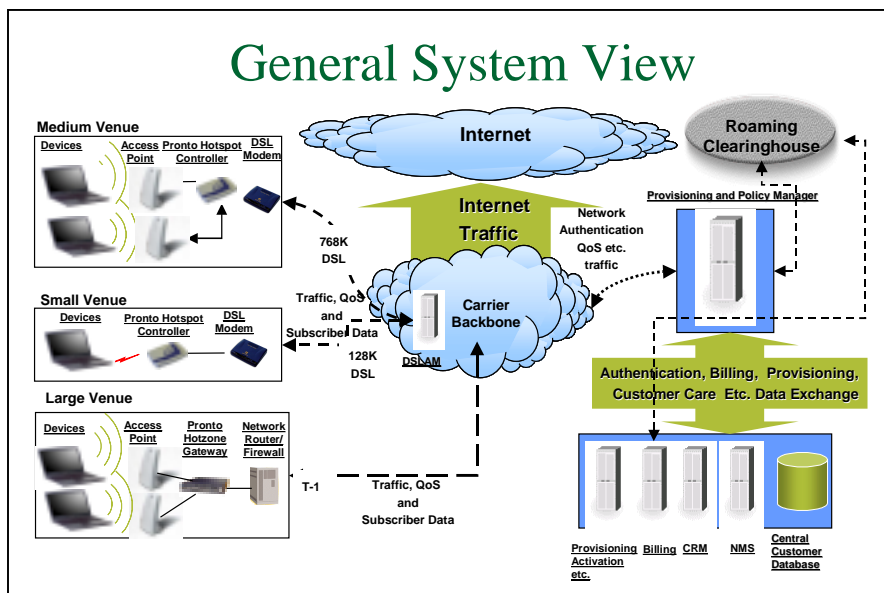 General System View
Medium Venue
Devices
Access
Point
Pronto Hotspot
Controller
DSL
Modem
Small Venue
Devices
Pronto Hotspot
Controller
DSL
Modem
Large Venue
Devices
Access
Point
Pronto
Hotzone
Gateway
Network
Router/
Firewall
T-1
768K
DSL
Traffic, QoS
and
Subscriber Data
128K
DSL
Traffic, QoS
and
Subscriber Data
Internet
Internet
Traffic
Carrier
Backbone
DSLAM
Network
Authentication
QoS etc.
traffic
Roaming
Clearinghouse
Provisioning and Policy Manager
Authentication, Billing, Provisioning,
Customer Care Etc. Data Exchange
Provisioning
Activation
etc.
Billing
CRM
NMS
Central
Customer
Database